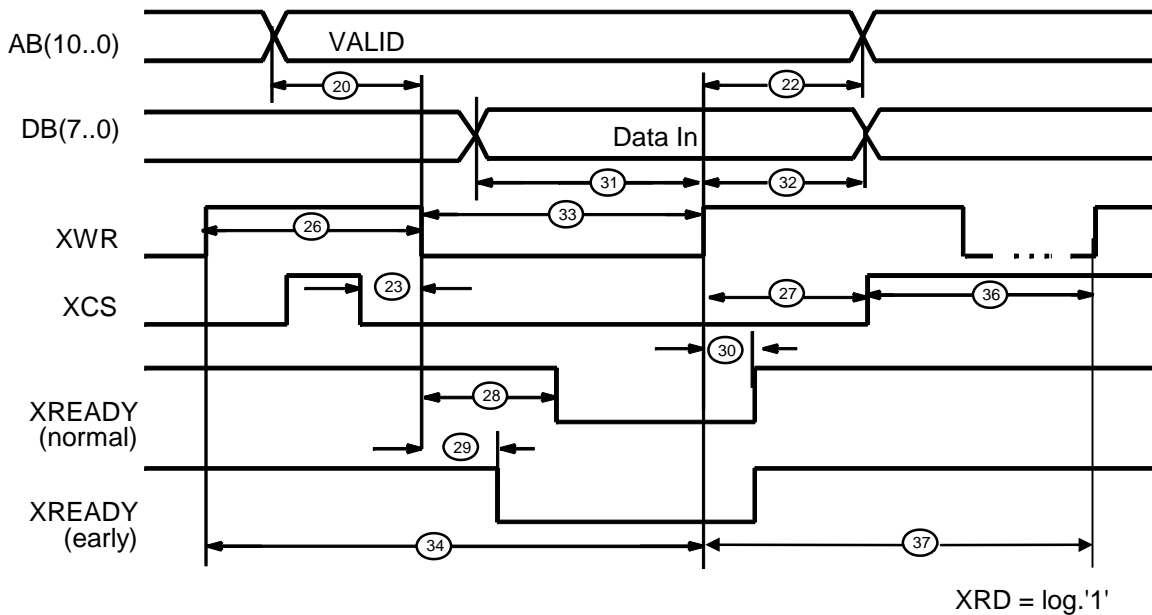 AB(10..0)
VALID
20
22
DB(7..0)
Data In
31
32
33
26
XWR
23
27
36
XCS
30
28
XREADY
(normal)
29
XREADY
(early)
34
37
XRD = log.'1'